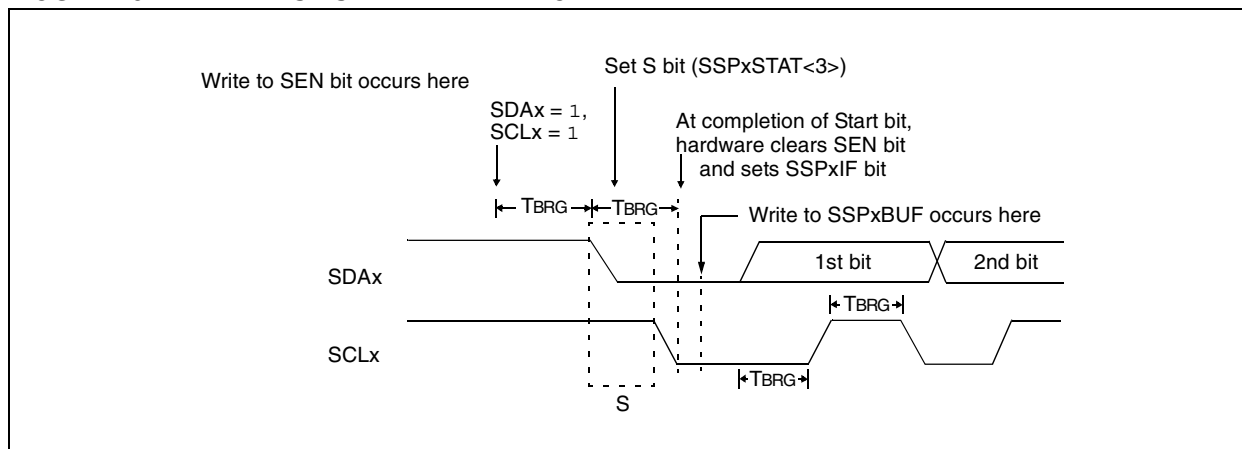 Write to SEN bit occurs here
Set S bit (SSPxSTAT<3>)
SDAx = 1,
SCLx = 1
At completion of Start bit,
hardware clears SEN bit
and sets SSPxIF bit
TBRG
TBRG
Write to SSPxBUF occurs here
SDAx
1st bit
2nd bit
TBRG
SCLx
TBRG
S